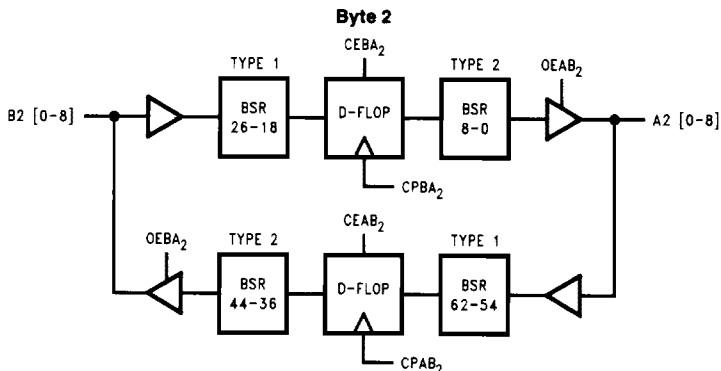 Byte 2
CEBA2
TYPE 1
TYPE 2
OEAB2
B2 [0-8]
BSR
26-18
D-FLOP
BSR
8-0
A2 [0-8]
CPBA2
OEBA2
TYPE 2
CEAB2
TYPE 1
BSR
44-36
D-FLOP
BSR
62-54
CPAB2